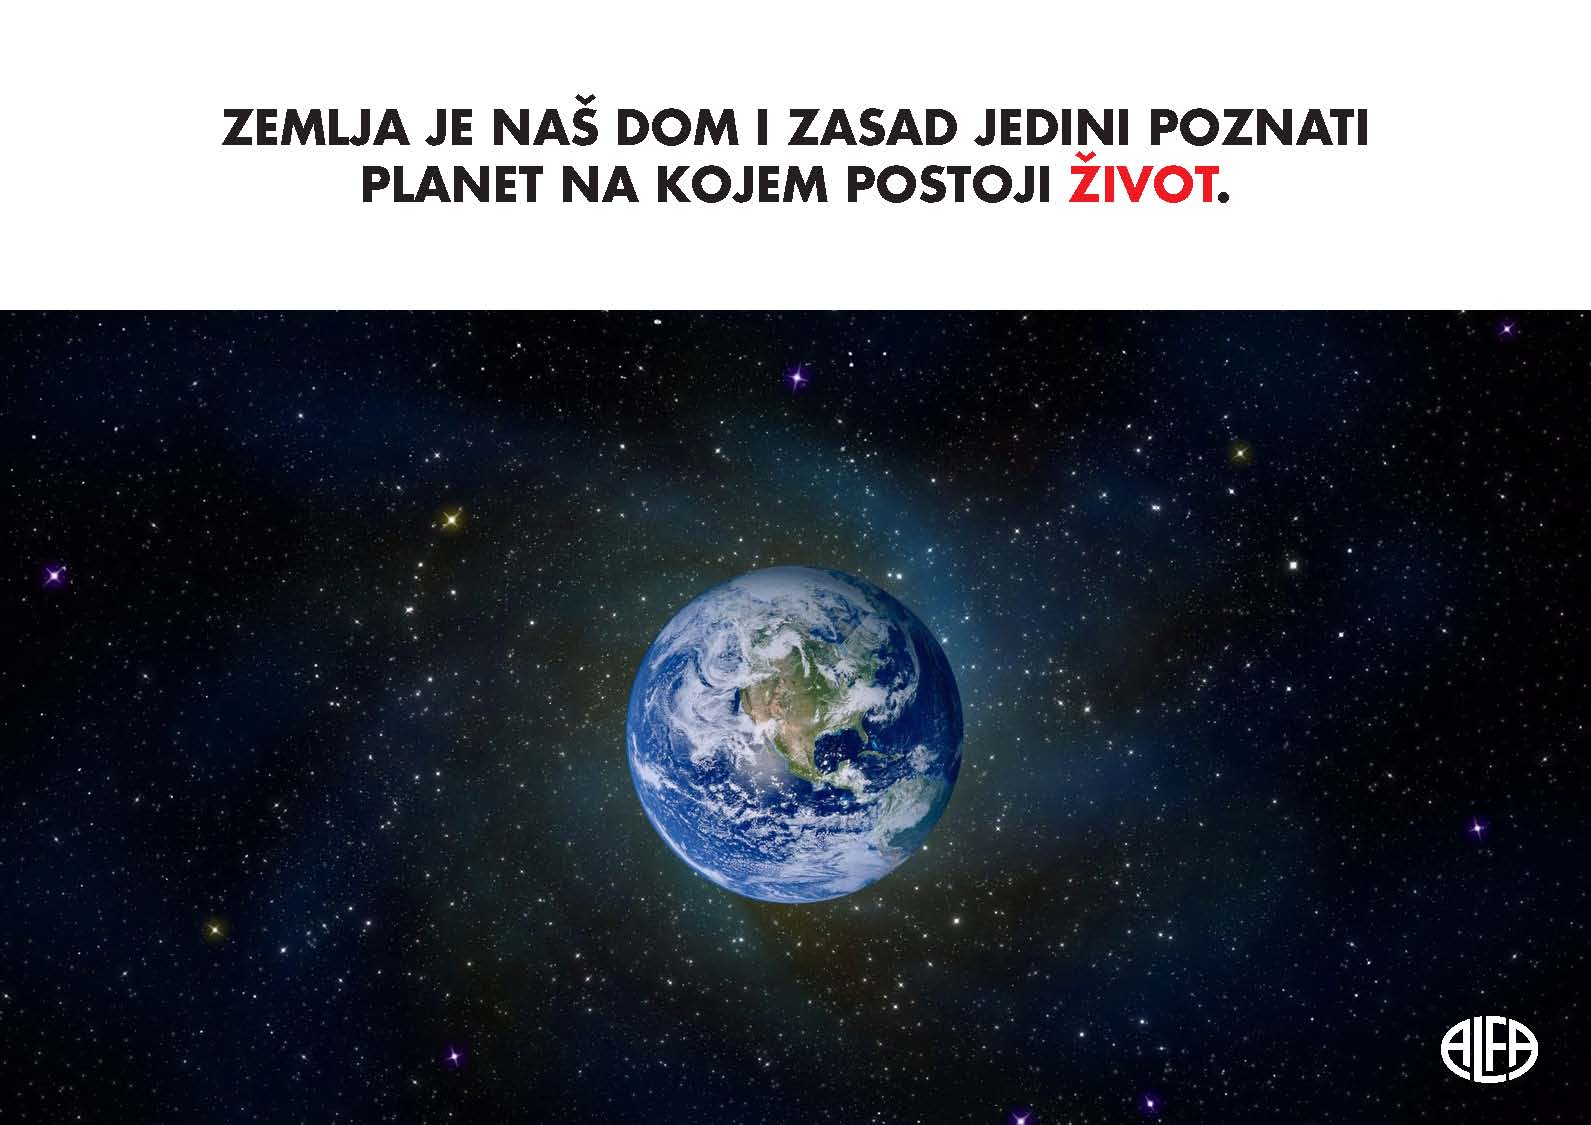 ZEMLJA JE NAŠ DOM I ZASAD JEDINI POZNATI
PLANET NA KOJEM POSTOJI ŽIVOT.
ALFA